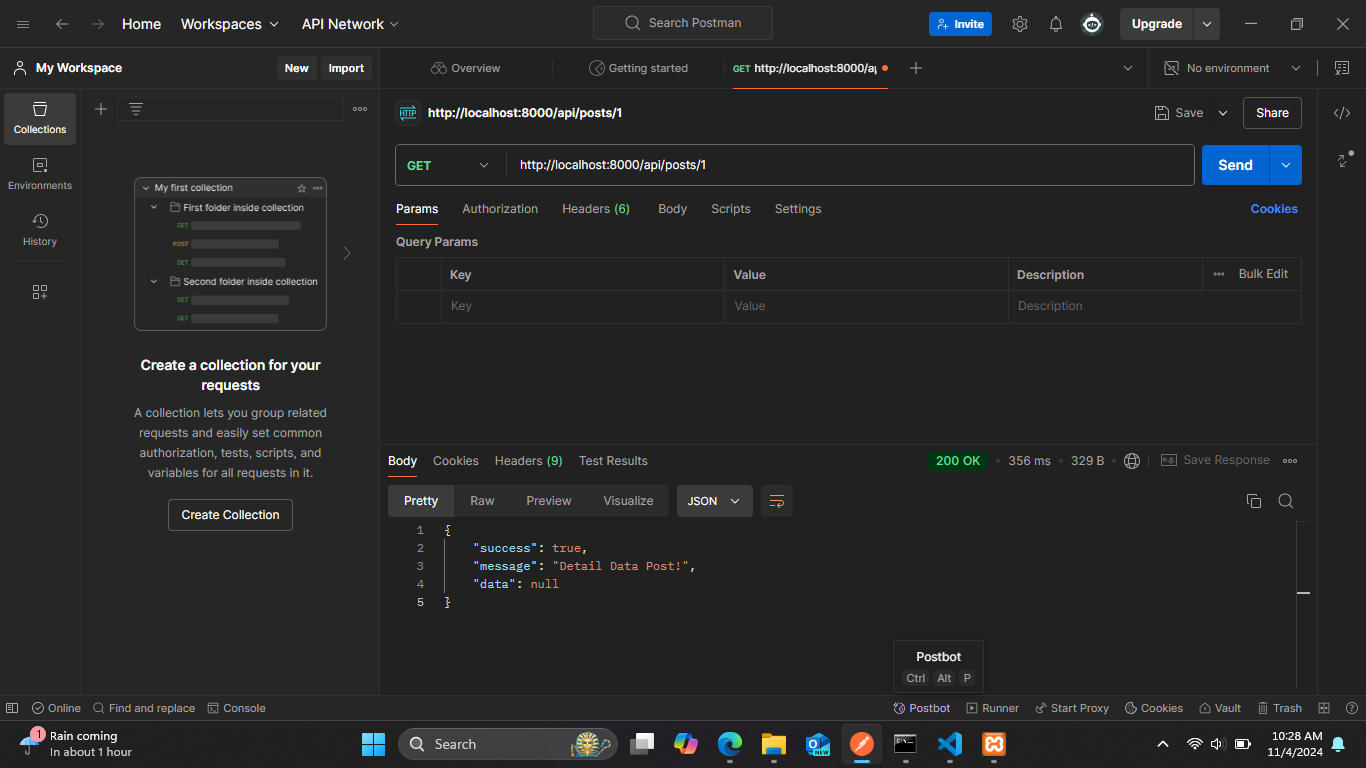 Home Workspaces API Network Search Postman Invite Upgrade
My Workspace New Import Overview Getting started GET http://localhost:8000/a No environment
Collections
Environments
History
My first collection
First folder inside collection
GET
POST
GET
Second folder inside collection
GET
GET
Create a collection for your
requests
A collection lets you group related
requests and easily set common
authorization, tests, scripts, and
variables for all requests in it.
Create Collection
HTTP http://localhost:8000/api/posts/1 Save Share
GET http://localhost:8000/api/posts/1 Send
Params Authorization Headers (6) Body Scripts Settings Cookies
Query Params
Key Value Description Bulk Edit
Key Value Description
Body Cookies Headers (9) Test Results 200 OK 356 ms 329 B e.g. Save Response
Pretty Raw Preview Visualize JSON
1 {
2 "success": true,
3 "message": "Detail Data Post!",
4 "data": null
5 }
Postbot
Ctrl Alt P
Online Find and replace Console Postbot Runner Start Proxy Cookies Vault Trash
1 Rain coming
In about 1 hour
Search
NEW
10:28 AM
11/4/2024